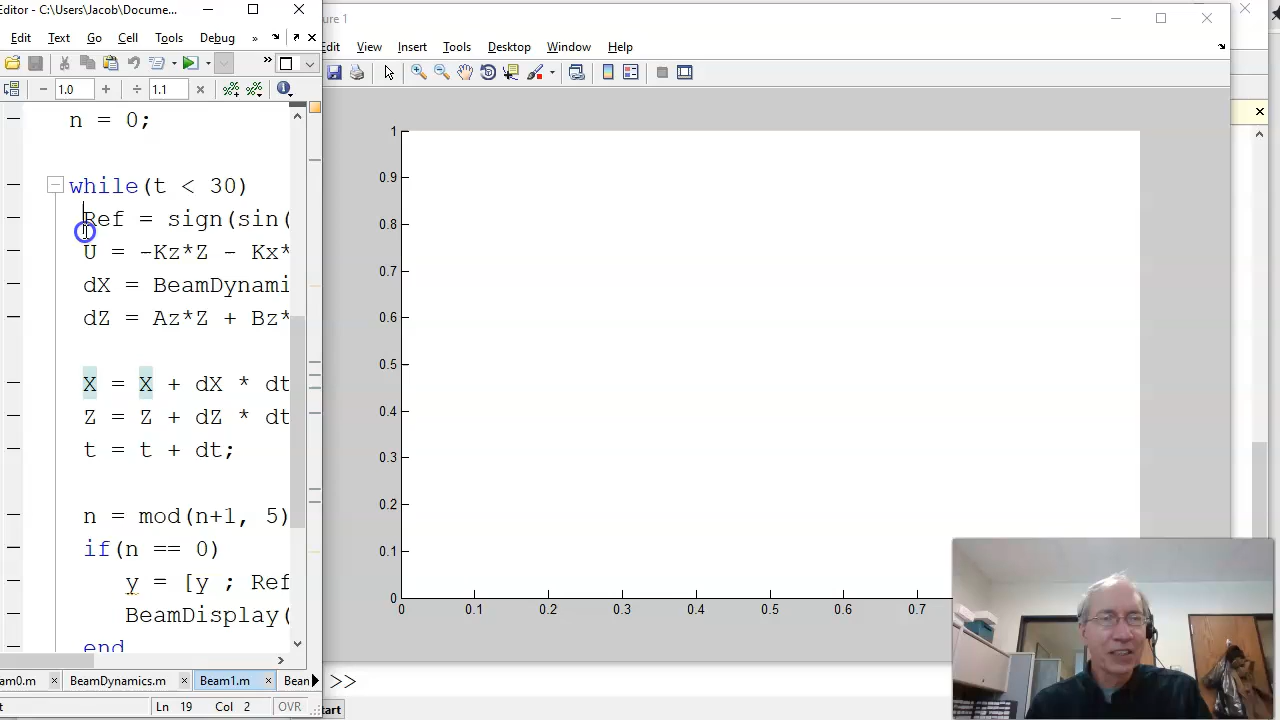 Editor - C:\Users\Jacob\Docume...
ure 1
Edit Text Go Cell Tools Debug »
Edit View Insert Tools Desktop Window Help
»
− 1.0 + ÷ 1.1 ×
n = 0;
while(t < 30)
Ref = sign(sin(
U = -Kz*Z - Kx*
dX = BeamDynami
dZ = Az*Z + Bz*
X = X + dX * dt
Z = Z + dZ * dt
t = t + dt;
n = mod(n+1, 5)
if(n == 0)
y = [y ; Ref
BeamDisplay(
end
1
0.9
0.8
0.7
0.6
0.5
0.4
0.3
0.2
0.1
0
0 0.1 0.2 0.3 0.4 0.5 0.6 0.7
am0.m × BeamDynamics.m × Beam1.m × Bean
>>
t Ln 19 Col 2 OVR
tart